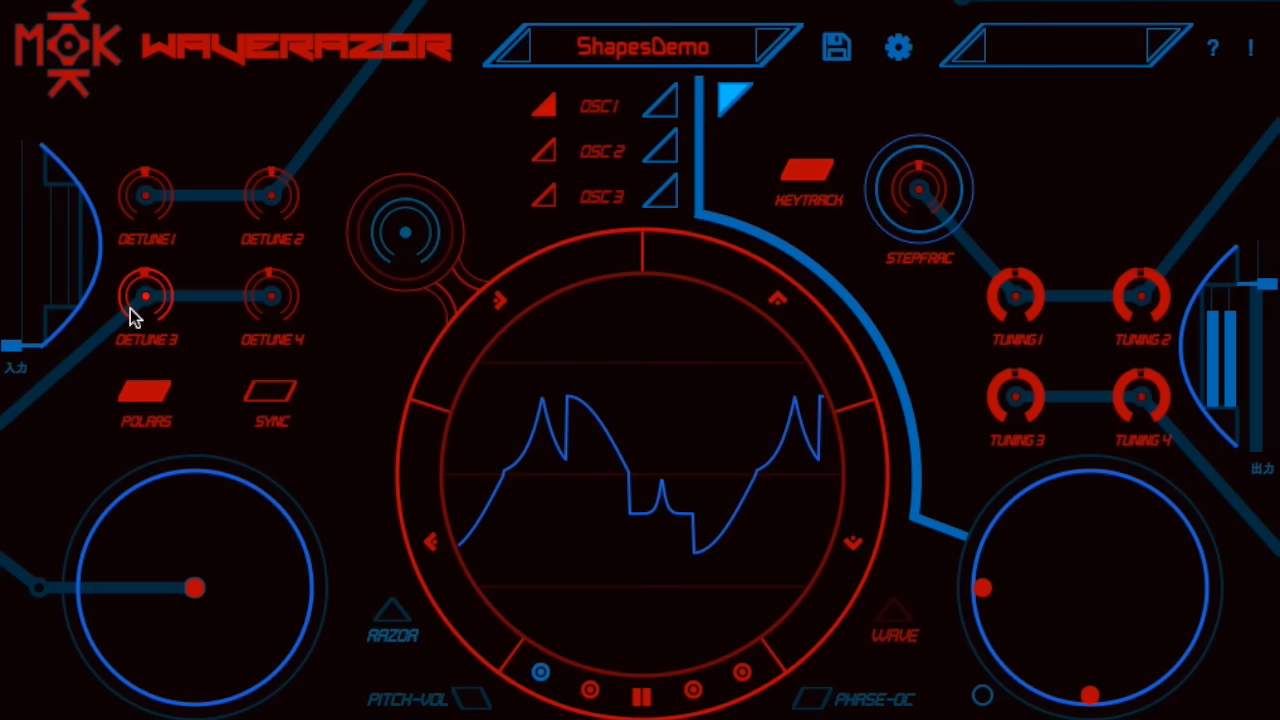 MOK WAVERAZOR
ShapesDemo
? !
OSC 1
OSC 2
OSC 3
KEYTRACK
STEPFRAC
DETUNE 1 DETUNE 2
DETUNE 3 DETUNE 4
入力
POLARS SYNC
TUNING 1 TUNING 2
TUNING 3 TUNING 4
出力
RAZOR
WAVE
PITCH-VOL
PHASE-DC